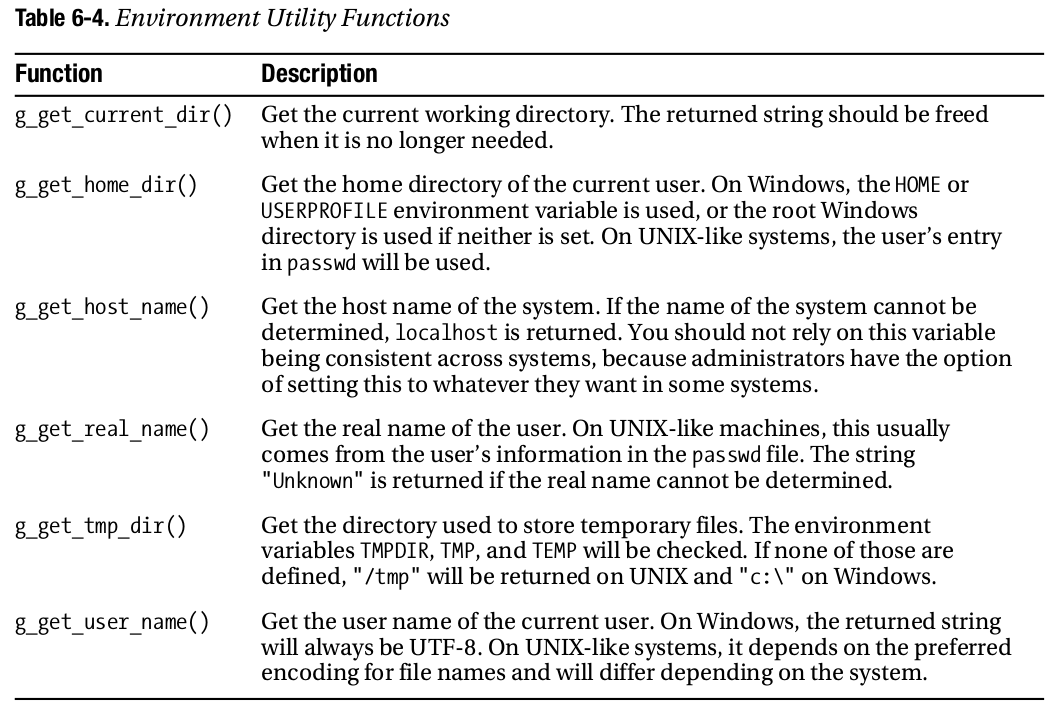 Table 6-4. Environment Utility Functions
Function Description
g_get_current_dir() Get the current working directory. The returned string should be freed
when it is no longer needed.
g_get_home_dir() Get the home directory of the current user. On Windows, the HOME or
USERPROFILE environment variable is used, or the root Windows
directory is used if neither is set. On UNIX-like systems, the user’s entry
in passwd will be used.
g_get_host_name() Get the host name of the system. If the name of the system cannot be
determined, localhost is returned. You should not rely on this variable
being consistent across systems, because administrators have the option
of setting this to whatever they want in some systems.
g_get_real_name() Get the real name of the user. On UNIX-like machines, this usually
comes from the user’s information in the passwd file. The string
"Unknown" is returned if the real name cannot be determined.
g_get_tmp_dir() Get the directory used to store temporary files. The environment
variables TMPDIR, TMP, and TEMP will be checked. If none of those are
defined, "/tmp" will be returned on UNIX and "c:\" on Windows.
g_get_user_name() Get the user name of the current user. On Windows, the returned string
will always be UTF-8. On UNIX-like systems, it depends on the preferred
encoding for file names and will differ depending on the system.